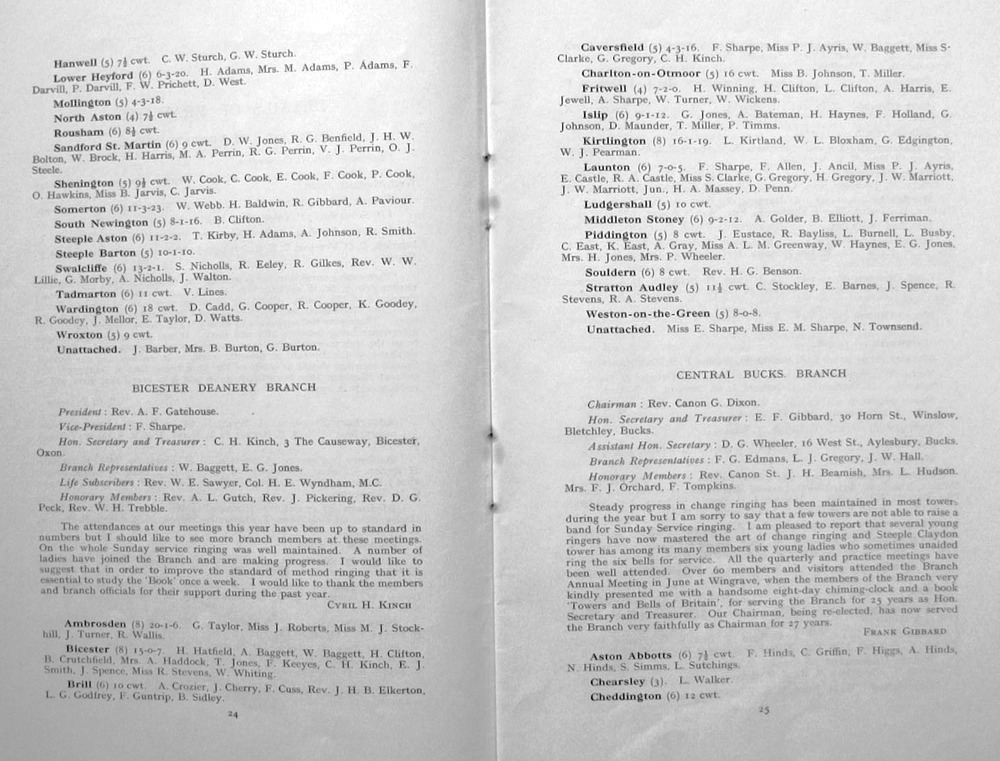 Hanwell (5) 7½ cwt. C. W. Sturch, G. W. Sturch.
Lower Heyford (6) 6-3-20. H. Adams, Mrs. M. Adams, P. Adams, F.
Darvill, P. Darvill, F. W. Prichett, D. West.
Mollington (5) 4-3-18.
North Aston (4) 7½ cwt.
Rousham (6) 8½ cwt.
Sandford St. Martin (6) 9 cwt. D. W. Jones, R. G. Benfield, J. H. W.
Bolton, W. Brock, H. Harris, M. A. Perrin, R. G. Perrin, V. J. Perrin, O. J.
Steele.
Shenington (5) 9½ cwt. W. Cook, C. Cook, E. Cook, F. Cook, P. Cook,
O. Hawkins, Miss B. Jarvis, C. Jarvis.
Somerton (6) 11-3-23. W. Webb. H. Baldwin, R. Gibbard, A. Paviour.
South Newington (5) 8-1-16. B. Clifton.
Steeple Aston (6) 11-2-2. T. Kirby, H. Adams, A. Johnson, R. Smith.
Steeple Barton (5) 10-1-10.
Swalcliffe (6) 13-2-1. S. Nicholls, R. Eeley, R. Gilkes, Rev. W. W.
Lillie, G. Morby, A. Nicholls, J. Walton.
Tadmarton (6) 11 cwt. V. Lines.
Wardington (6) 18 cwt. D. Cadd, G. Cooper, R. Cooper, K. Goodey,
R. Goodey, J. Mellor, E. Taylor, D. Watts.
Wroxton (5) 9 cwt.
Unattached. J. Barber, Mrs. B. Burton, G. Burton.
BICESTER DEANERY BRANCH
President : Rev. A. F. Gatehouse.
Vice-President : F. Sharpe.
Hon. Secretary and Treasurer : C. H. Kinch, 3 The Causeway, Bicester,
Oxon.
Branch Representatives : W. Baggett, E. G. Jones.
Life Subscribers : Rev. W. E. Sawyer, Col. H. E. Wyndham, M.C.
Honorary Members : Rev. A. L. Gutch, Rev. J. Pickering, Rev. D. G.
Peck, Rev. W. H. Trebble.
The attendances at our meetings this year have been up to standard in
numbers but I should like to see more branch members at these meetings.
On the whole Sunday service ringing was well maintained. A number of
ladies have joined the Branch and are making progress. I would like to
suggest that in order to improve the standard of method ringing that it is
essential to study the 'Book' once a week. I would like to thank the members
and branch officials for their support during the past year.
CYRIL H. KINCH
Ambrosden (8) 20-1-6. G. Taylor, Miss J. Roberts, Miss M. J. Stock-
hill, J. Turner, R. Wallis.
Bicester (8) 15-0-7. H. Hatfield, A. Baggett, W. Baggett, H. Clifton,
B. Crutchfield, Mrs. A. Haddock, T. Jones, F. Keeyes, C. H. Kinch, E. J.
Smith, J. Spence, Miss R. Stevens, W. Whiting.
Brill (6) 10 cwt. A. Crozier, J. Cherry, F. Cuss, Rev. J. H. B. Elkerton,
L. G. Godfrey, F. Guntrip, B. Sidley.
24
Caversfield (5) 4-3-16. F. Sharpe, Miss P. J. Ayris, W. Baggett, Miss S.
Clarke, G. Gregory, C. H. Kinch.
Charlton-on-Otmoor (5) 16 cwt. Miss B. Johnson, T. Miller.
Fritwell (4) 7-2-0. H. Winning, H. Clifton, L. Clifton, A. Harris, E.
Jewell, A. Sharpe, W. Turner, W. Wickens.
Islip (6) 9-1-12. G. Jones, A. Bateman, H. Haynes, F. Holland, G.
Johnson, D. Maunder, T. Miller, P. Timms.
Kirtlington (8) 16-1-19. L. Kirtland, W. L. Bloxham, G. Edgington,
W. J. Pearman.
Launton (6) 7-0-5. F. Sharpe, F. Allen, J. Ancil, Miss P. J. Ayris,
E. Castle, R. A. Castle, Miss S. Clarke, G. Gregory, H. Gregory, J. W. Marriott,
J. W. Marriott, Jun., H. A. Massey, D. Penn.
Ludgershall (5) 10 cwt.
Middleton Stoney (6) 9-2-12. A. Golder, B. Elliott, J. Ferriman.
Piddington (5) 8 cwt. J. Eustace, R. Bayliss, L. Burnell, L. Busby,
C. East, K. East, A. Gray, Miss A. L. M. Greenway, W. Haynes, E. G. Jones,
Mrs. H. Jones, Mrs. P. Wheeler.
Souldern (6) 8 cwt. Rev. H. G. Benson.
Stratton Audley (5) 11½ cwt. C. Stockley, E. Barnes, J. Spence, R.
Stevens, R. A. Stevens.
Weston-on-the-Green (5) 8-0-8.
Unattached. Miss E. Sharpe, Miss E. M. Sharpe, N. Townsend.
CENTRAL BUCKS. BRANCH
Chairman : Rev. Canon G. Dixon.
Hon. Secretary and Treasurer : E. F. Gibbard, 30 Horn St., Winslow,
Bletchley, Bucks.
Assistant Hon. Secretary : D. G. Wheeler, 16 West St., Aylesbury, Bucks.
Branch Representatives : F. G. Edmans, L. J. Gregory, J. W. Hall.
Honorary Members : Rev. Canon St. J. H. Beamish, Mrs. L. Hudson.
Mrs. F. J. Orchard, F. Tompkins.
Steady progress in change ringing has been maintained in most towers
during the year but I am sorry to say that a few towers are not able to raise a
band for Sunday Service ringing. I am pleased to report that several young
ringers have now mastered the art of change ringing and Steeple Claydon
tower has among its many members six young ladies who sometimes unaided
ring the six bells for service. All the quarterly and practice meetings have
been well attended. Over 60 members and visitors attended the Branch
Annual Meeting in June at Wingrave, when the members of the Branch very
kindly presented me with a handsome eight-day chiming-clock and a book
'Towers and Bells of Britain', for serving the Branch for 25 years as Hon.
Secretary and Treasurer. Our Chairman, being re-elected, has now served
the Branch very faithfully as Chairman for 27 years.
FRANK GIBBARD
Aston Abbotts (6) 7½ cwt. F. Hinds, C. Griffin, F. Higgs, A. Hinds,
N. Hinds, S. Simms, L. Sutchings.
Chearsley (3). L. Walker.
Cheddington (6) 12 cwt.
25